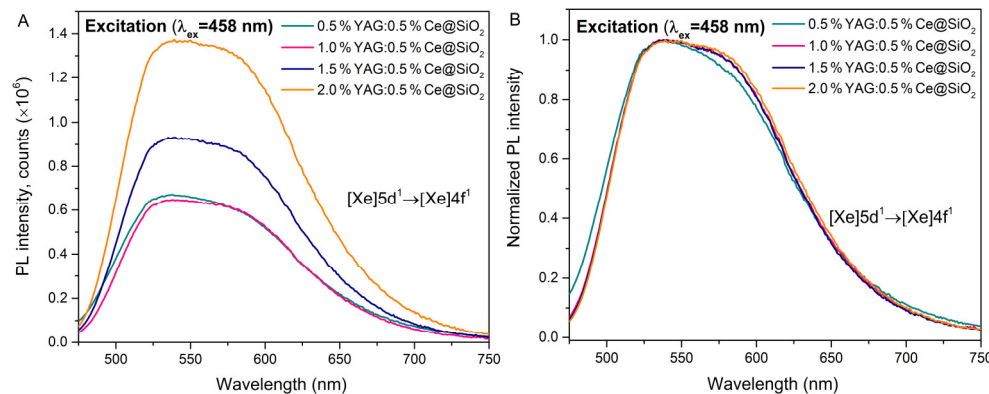 A
Excitation (λex=458 nm)
0.5% YAG:0.5% Ce@SiO2
1.0% YAG:0.5% Ce@SiO2
1.5% YAG:0.5% Ce@SiO2
2.0% YAG:0.5% Ce@SiO2
[Xe]5d¹→[Xe]4f¹
PL intensity, counts (×10⁶)
1.4
1.2
1.0
0.8
0.6
0.4
0.2
0.0
500
550
600
650
700
750
Wavelength (nm)
B
Excitation (λex=458 nm)
0.5% YAG:0.5% Ce@SiO2
1.0% YAG:0.5% Ce@SiO2
1.5% YAG:0.5% Ce@SiO2
2.0% YAG:0.5% Ce@SiO2
[Xe]5d¹→[Xe]4f¹
Normalized PL intensity
1.0
0.8
0.6
0.4
0.2
0.0
500
550
600
650
700
750
Wavelength (nm)